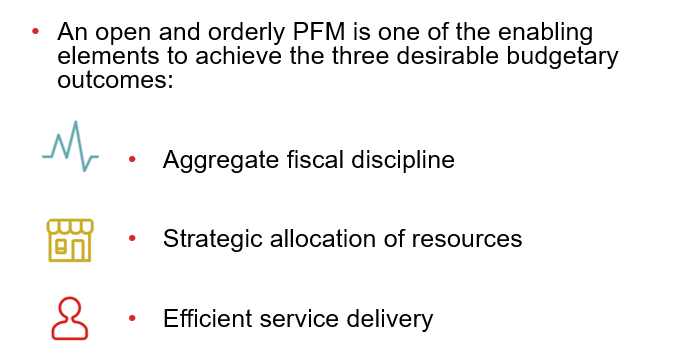 • An open and orderly PFM is one of the enabling
elements to achieve the three desirable budgetary
outcomes:
• Aggregate fiscal discipline
• Strategic allocation of resources
• Efficient service delivery